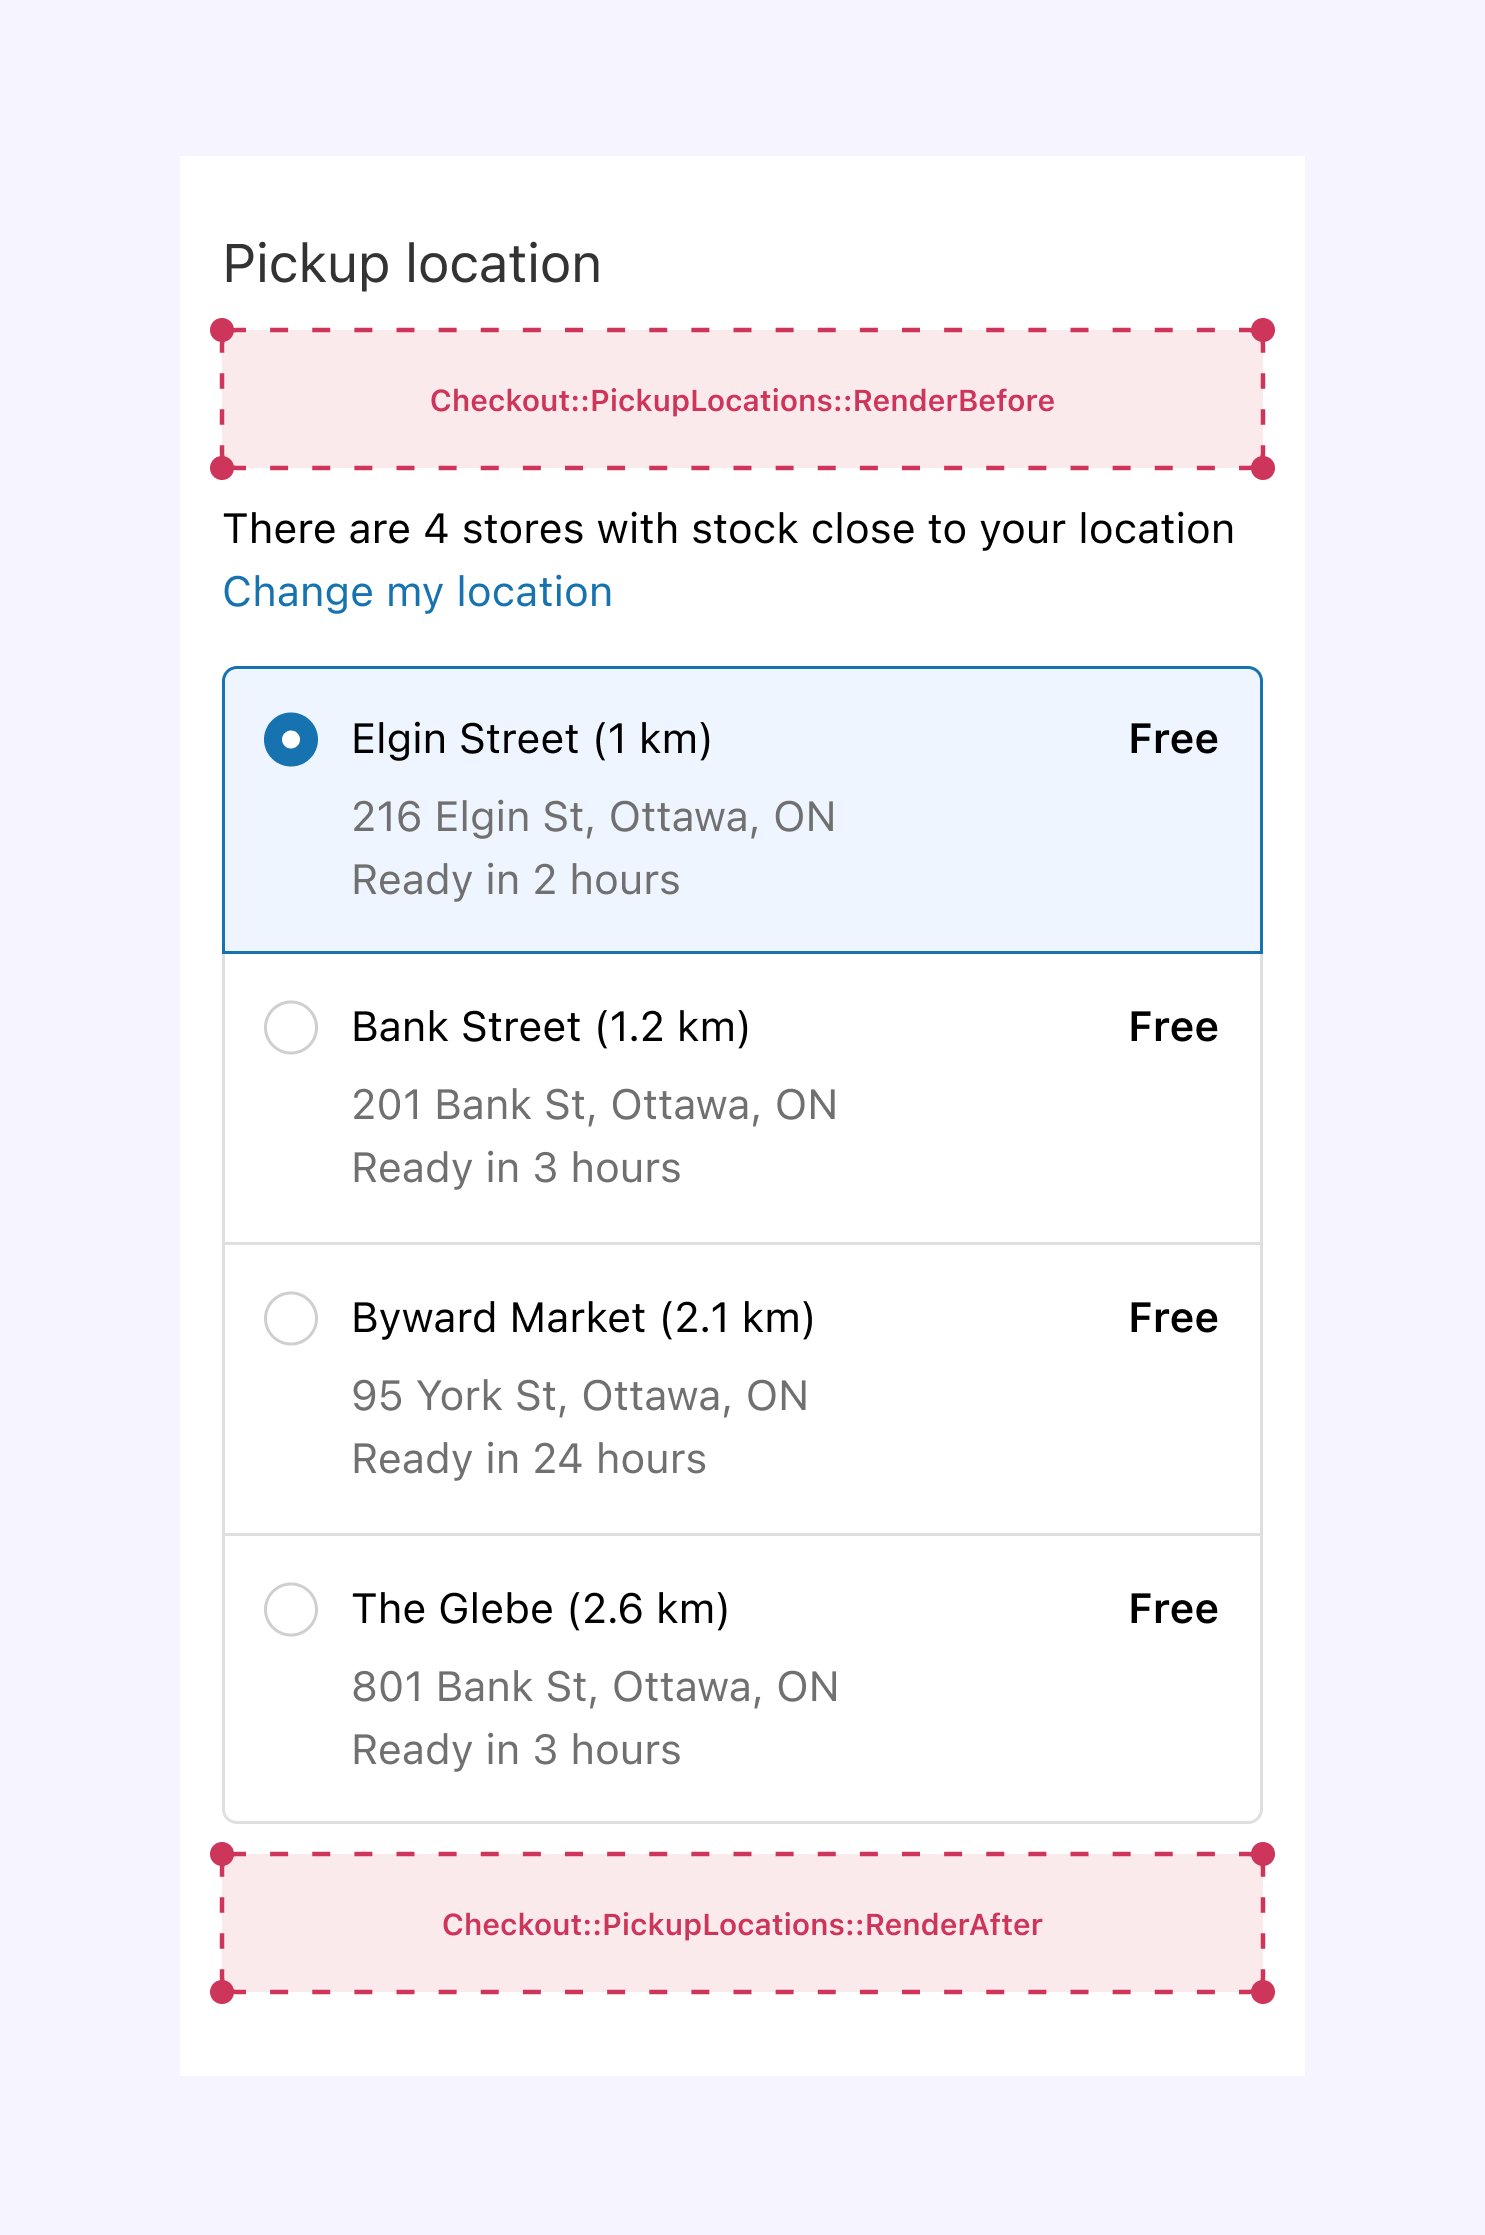 Pickup location
Checkout::PickupLocations::RenderBefore
There are 4 stores with stock close to your location
Change my location
Elgin Street (1 km) Free
216 Elgin St, Ottawa, ON
Ready in 2 hours
Bank Street (1.2 km) Free
201 Bank St, Ottawa, ON
Ready in 3 hours
Byward Market (2.1 km) Free
95 York St, Ottawa, ON
Ready in 24 hours
The Glebe (2.6 km) Free
801 Bank St, Ottawa, ON
Ready in 3 hours
Checkout::PickupLocations::RenderAfter